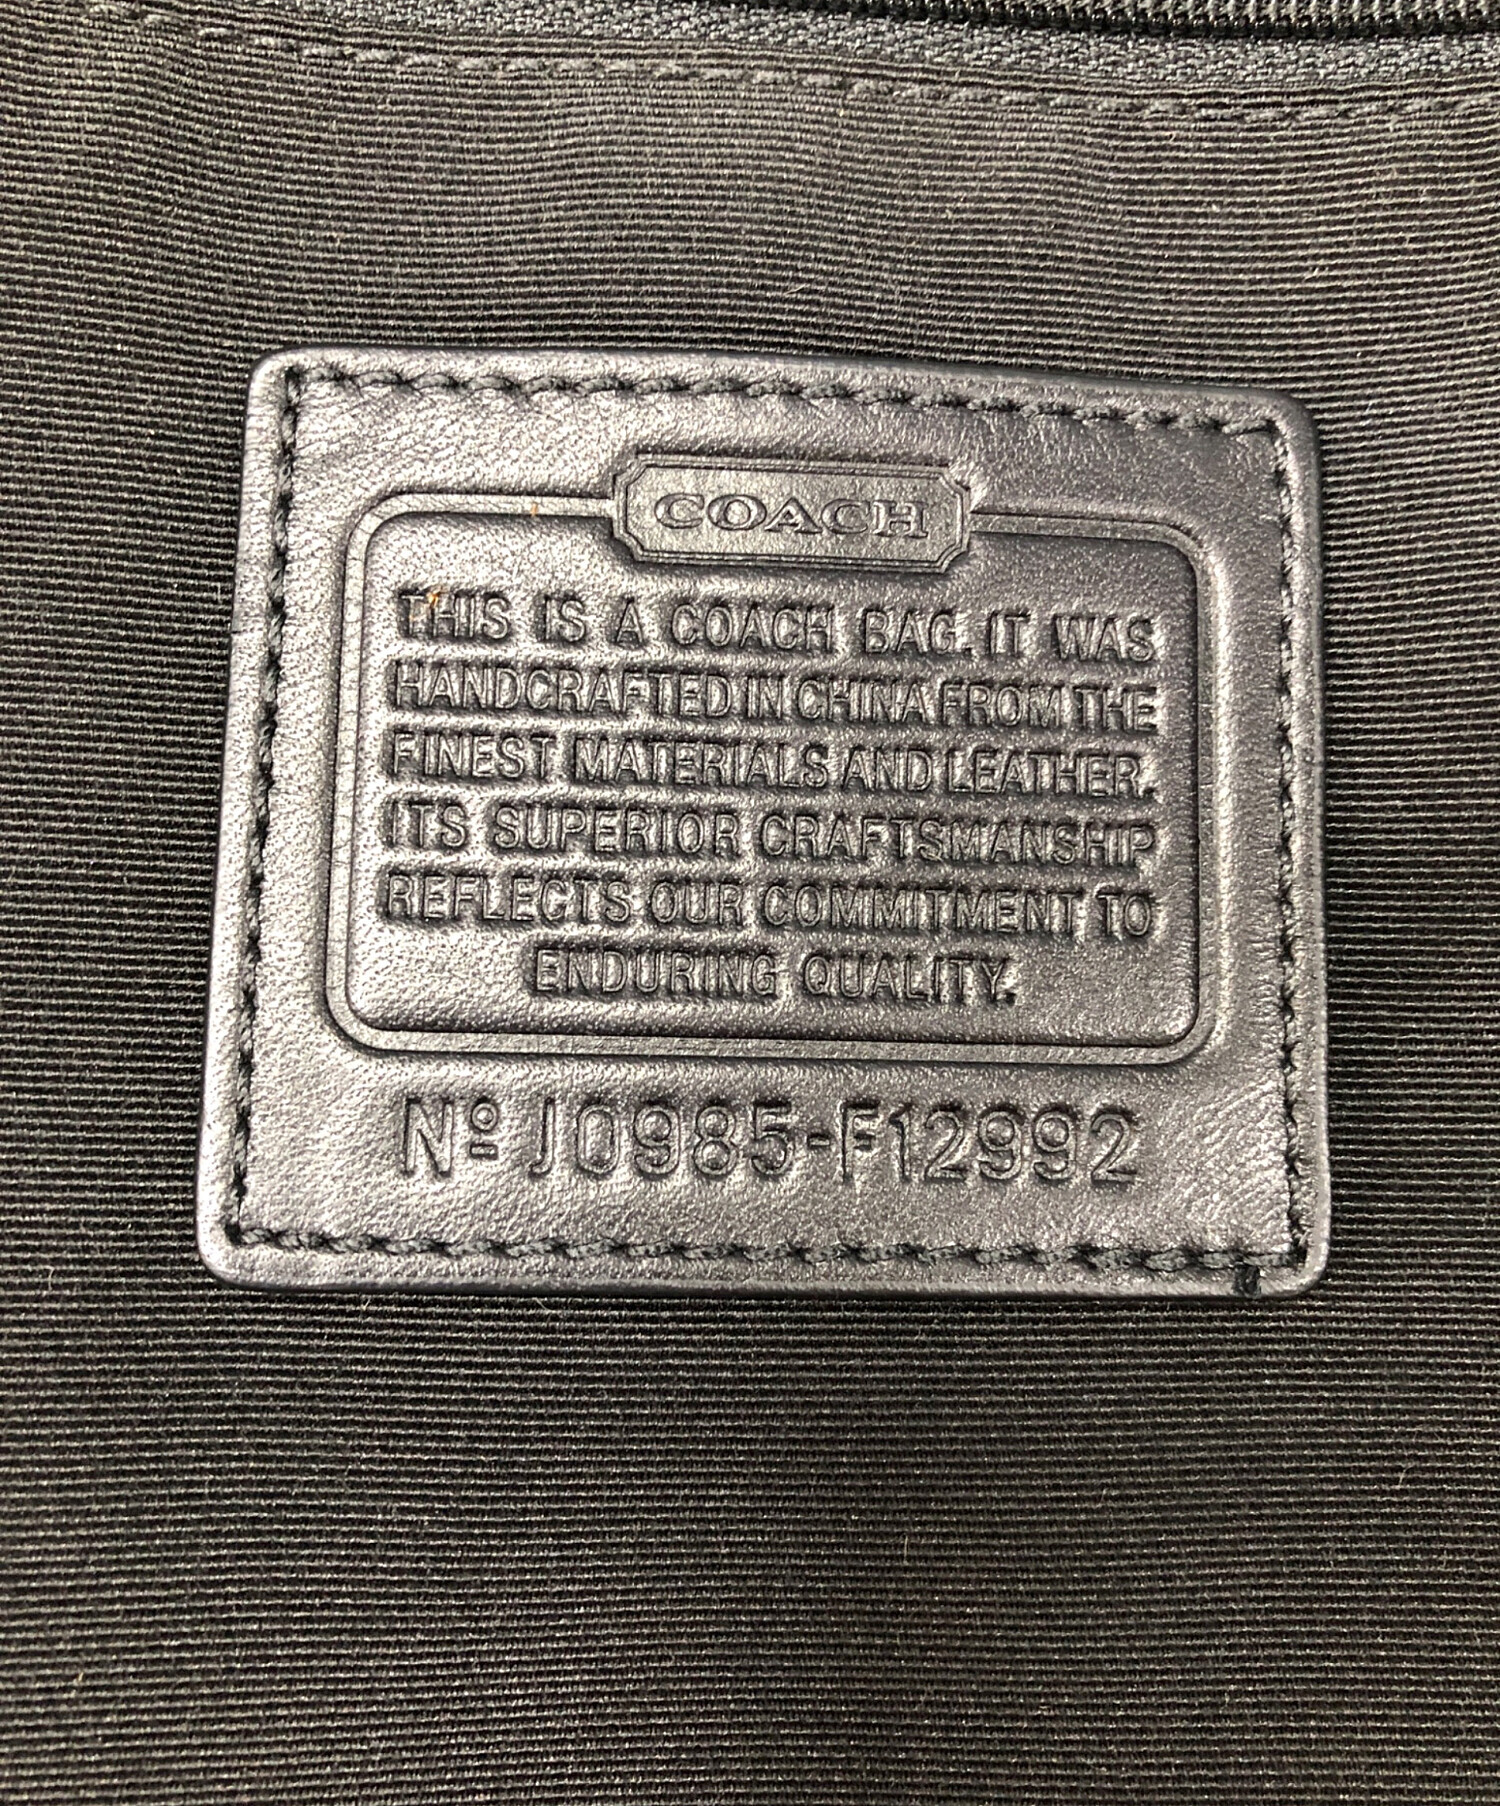 COACH
THIS IS A COACH BAG. IT WAS
HANDCRAFTED IN CHINA FROM THE
FINEST MATERIALS AND LEATHER.
ITS SUPERIOR CRAFTSMANSHIP
REFLECTS OUR COMMITMENT TO
ENDURING QUALITY.
Nº J0985-F12992